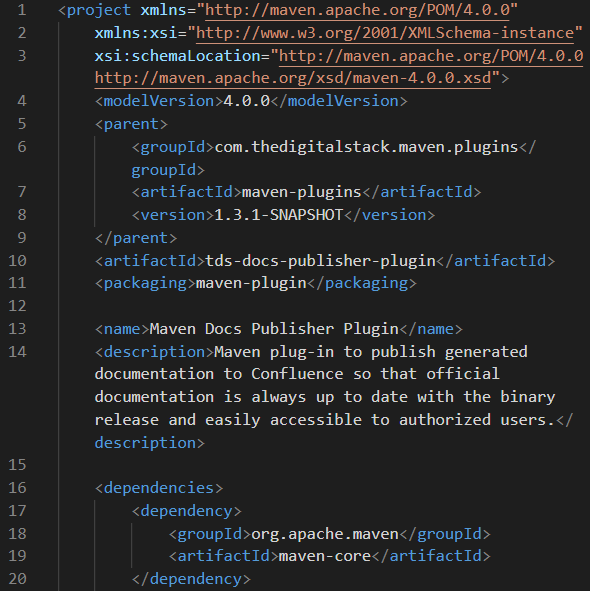 1 <project xmlns="http://maven.apache.org/POM/4.0.0"
2 xmlns:xsi="http://www.w3.org/2001/XMLSchema-instance"
3 xsi:schemaLocation="http://maven.apache.org/POM/4.0.0
http://maven.apache.org/xsd/maven-4.0.0.xsd">
4 <modelVersion>4.0.0</modelVersion>
5 <parent>
6 <groupId>com.thedigitalstack.maven.plugins</
groupId>
7 <artifactId>maven-plugins</artifactId>
8 <version>1.3.1-SNAPSHOT</version>
9 </parent>
10 <artifactId>tds-docs-publisher-plugin</artifactId>
11 <packaging>maven-plugin</packaging>
12
13 <name>Maven Docs Publisher Plugin</name>
14 <description>Maven plug-in to publish generated
documentation to Confluence so that official
documentation is always up to date with the binary
release and easily accessible to authorized users.</
description>
15
16 <dependencies>
17 <dependency>
18 <groupId>org.apache.maven</groupId>
19 <artifactId>maven-core</artifactId>
20 </dependency>